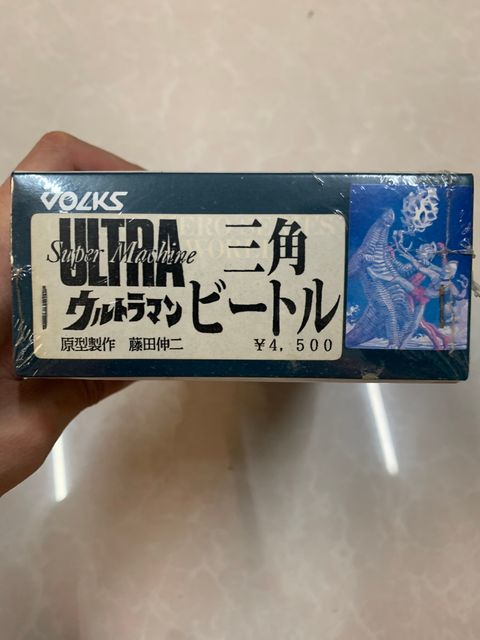 VOLKS
ULTRA
Super Machine
三角
ウルトラマン
ビートル
原型製作 藤田伸二
￥4,500